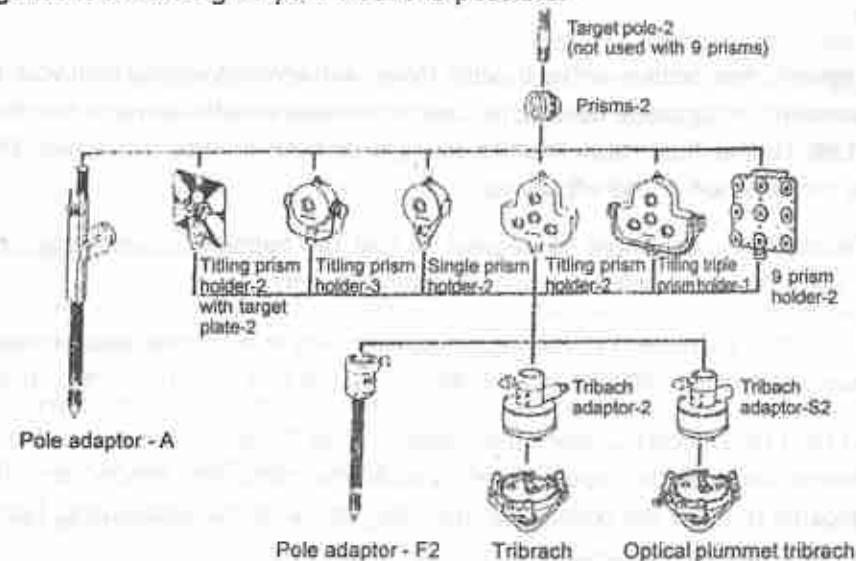 Target pole-2
(not used with 9 prisms)
Prisms-2
Titling prism
holder-2
with target
plate-2
Titling prism
holder-3
Single prism
holder-2
Titling prism
holder-2
Titling triple
prism holder-1
9 prism
holder-2
Tribach
adaptor-2
Tribach
adaptor-S2
Pole adaptor - A
Pole adaptor - F2
Tribrach
Optical plummet tribrach